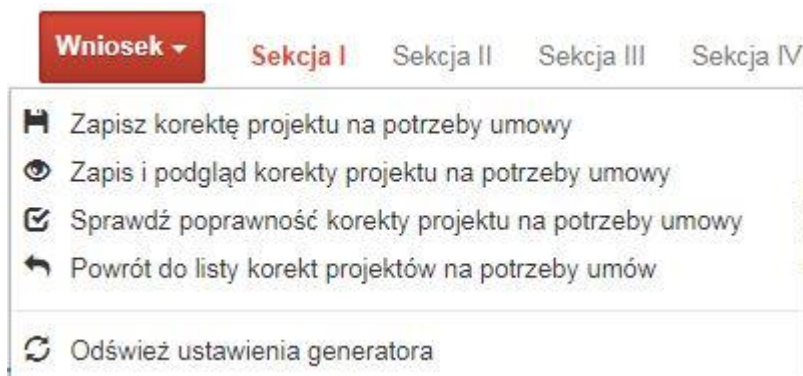 Wniosek Sekcja I Sekcja II Sekcja III Sekcja IV
Zapisz korektę projektu na potrzeby umowy
Zapis i podgląd korekty projektu na potrzeby umowy
Sprawdź poprawność korekty projektu na potrzeby umowy
Powrót do listy korekt projektów na potrzeby umów
Odśwież ustawienia generatora